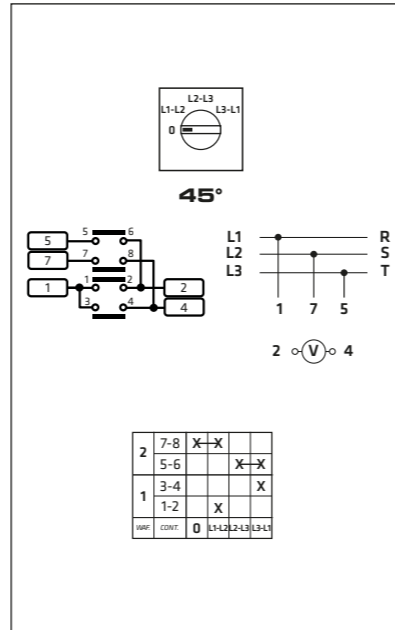 L2-L3
L1-L2 L3-L1
0
45°
5 5 6
7 7 8
1 1 2 2
3 4 4
L1 R
L2 S
L3 T
1 7 5
2 V 4
2 7-8 X X
5-6 X X
1 3-4 X
1-2 X
WAF. CONT. 0 L1-L2 L2-L3 L3-L1